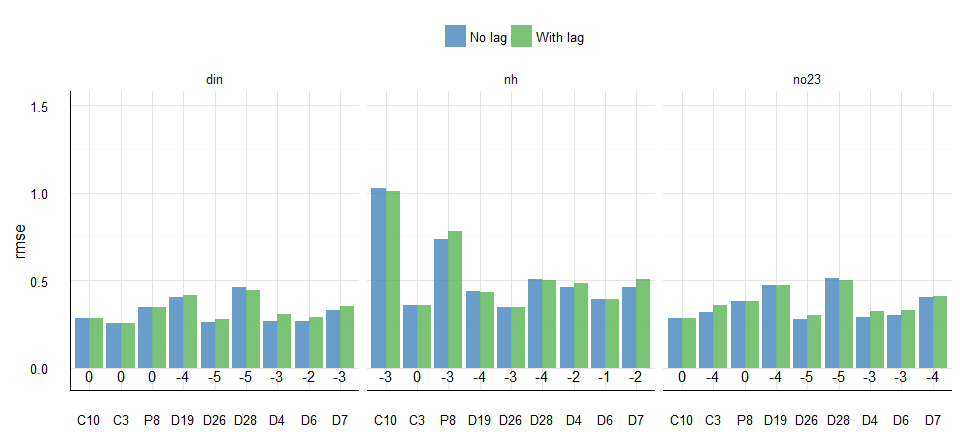 No lag With lag
din nh no23
1.5
1.0
0.5
0.0
rmse
0 0 0 -4 -5 -5 -3 -2 -3 -3 0 -3 -4 -3 -4 -2 -1 -2 0 -4 0 -4 -5 -5 -3 -3 -4
C10 C3 P8 D19 D26 D28 D4 D6 D7 C10 C3 P8 D19 D26 D28 D4 D6 D7 C10 C3 P8 D19 D26 D28 D4 D6 D7